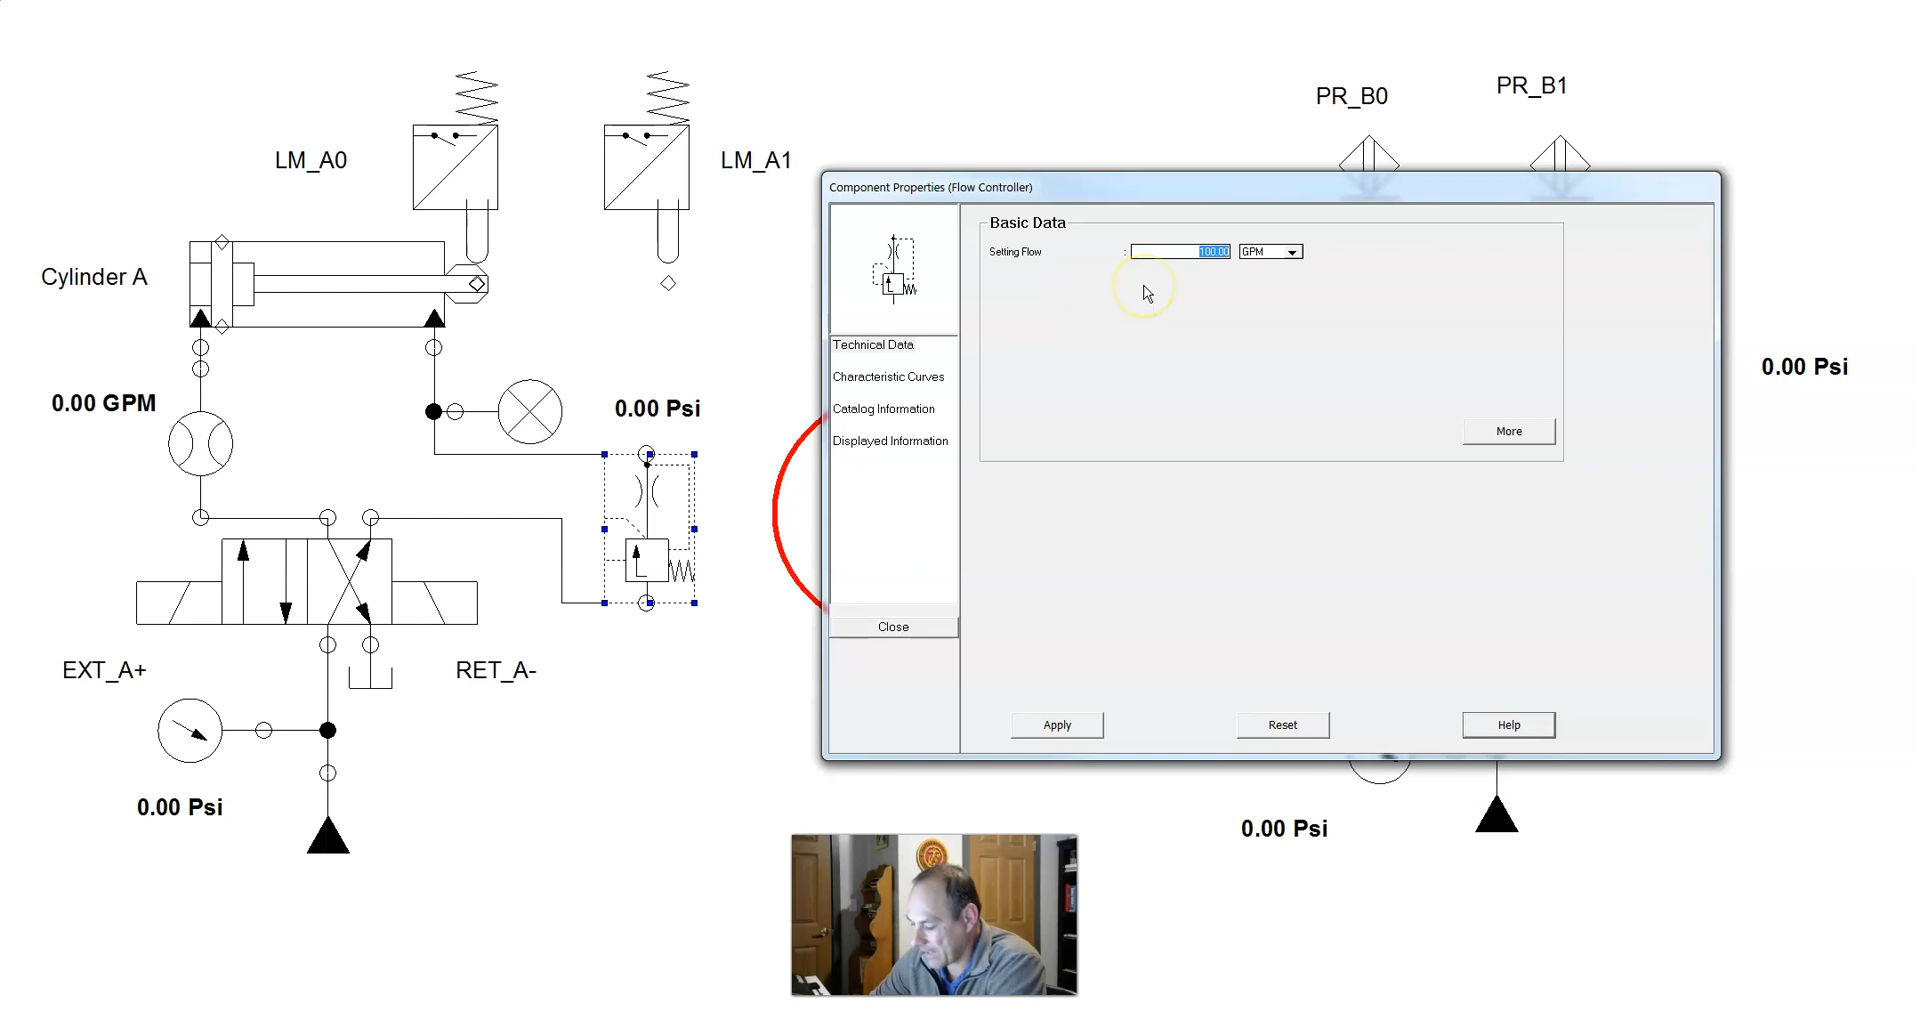 PR_B0
PR_B1
LM_A0
LM_A1
Component Properties (Flow Controller)
Basic Data
Setting Flow : 100.00 GPM
Cylinder A
Technical Data
0.00 Psi
Characteristic Curves
0.00 GPM
0.00 Psi
Catalog Information
More
Displayed Information
Close
EXT_A+
RET_A-
Apply
Reset
Help
0.00 Psi
0.00 Psi